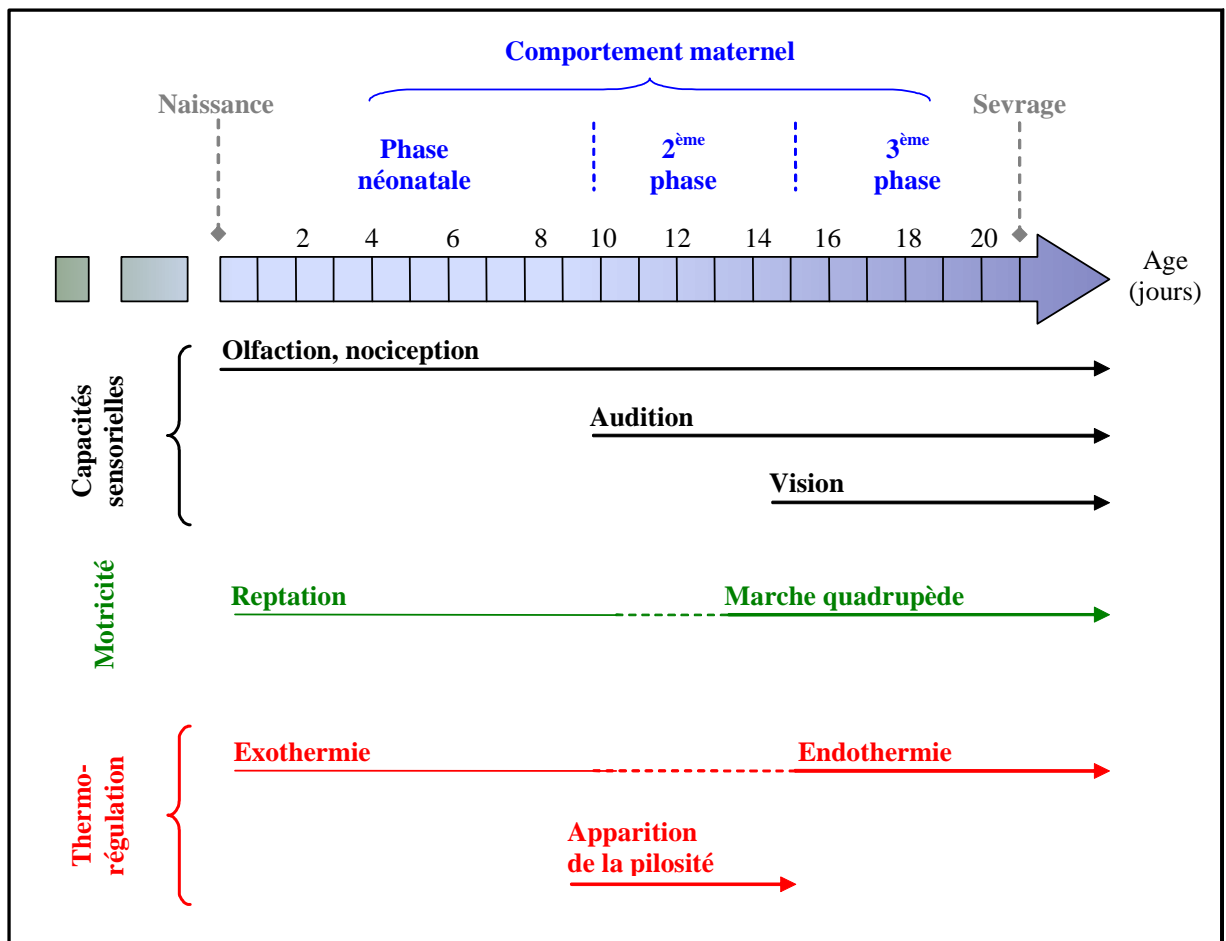 Comportement maternel
Naissance
Sevrage
Phase
néonatale
2ème
phase
3ème
phase
2 4 6 8 10 12 14 16 18 20
Age
(jours)
Capacités
sensorielles
Olfaction, nociception
Audition
Vision
Motricité
Reptation
Marche quadrupède
Thermo-
régulation
Exothermie
Endothermie
Apparition
de la pilosité